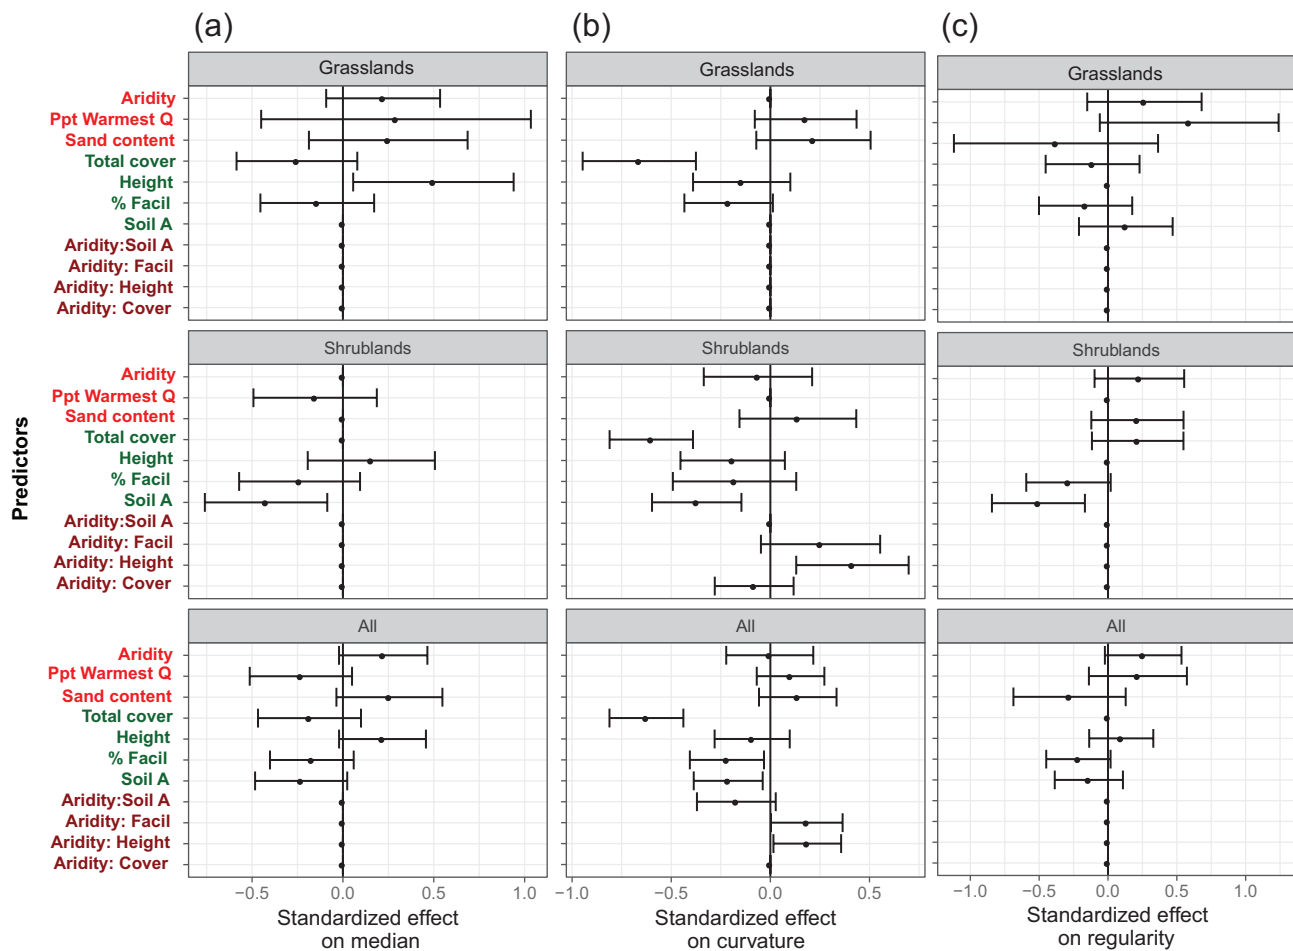 (a)
(b)
(c)
Grasslands
Grasslands
Grasslands
Aridity
Ppt Warmest Q
Sand content
Total cover
Height
% Facil
Soil A
Aridity:Soil A
Aridity: Facil
Aridity: Height
Aridity: Cover
Shrublands
Shrublands
Shrublands
Predictors
Aridity
Ppt Warmest Q
Sand content
Total cover
Height
% Facil
Soil A
Aridity:Soil A
Aridity: Facil
Aridity: Height
Aridity: Cover
All
All
All
Aridity
Ppt Warmest Q
Sand content
Total cover
Height
% Facil
Soil A
Aridity:Soil A
Aridity: Facil
Aridity: Height
Aridity: Cover
−0.5 0.0 0.5 1.0
−1.0 −0.5 0.0 0.5
−1.0 −0.5 0.0 0.5 1.0
Standardized effect
on median
Standardized effect
on curvature
Standardized effect
on regularity